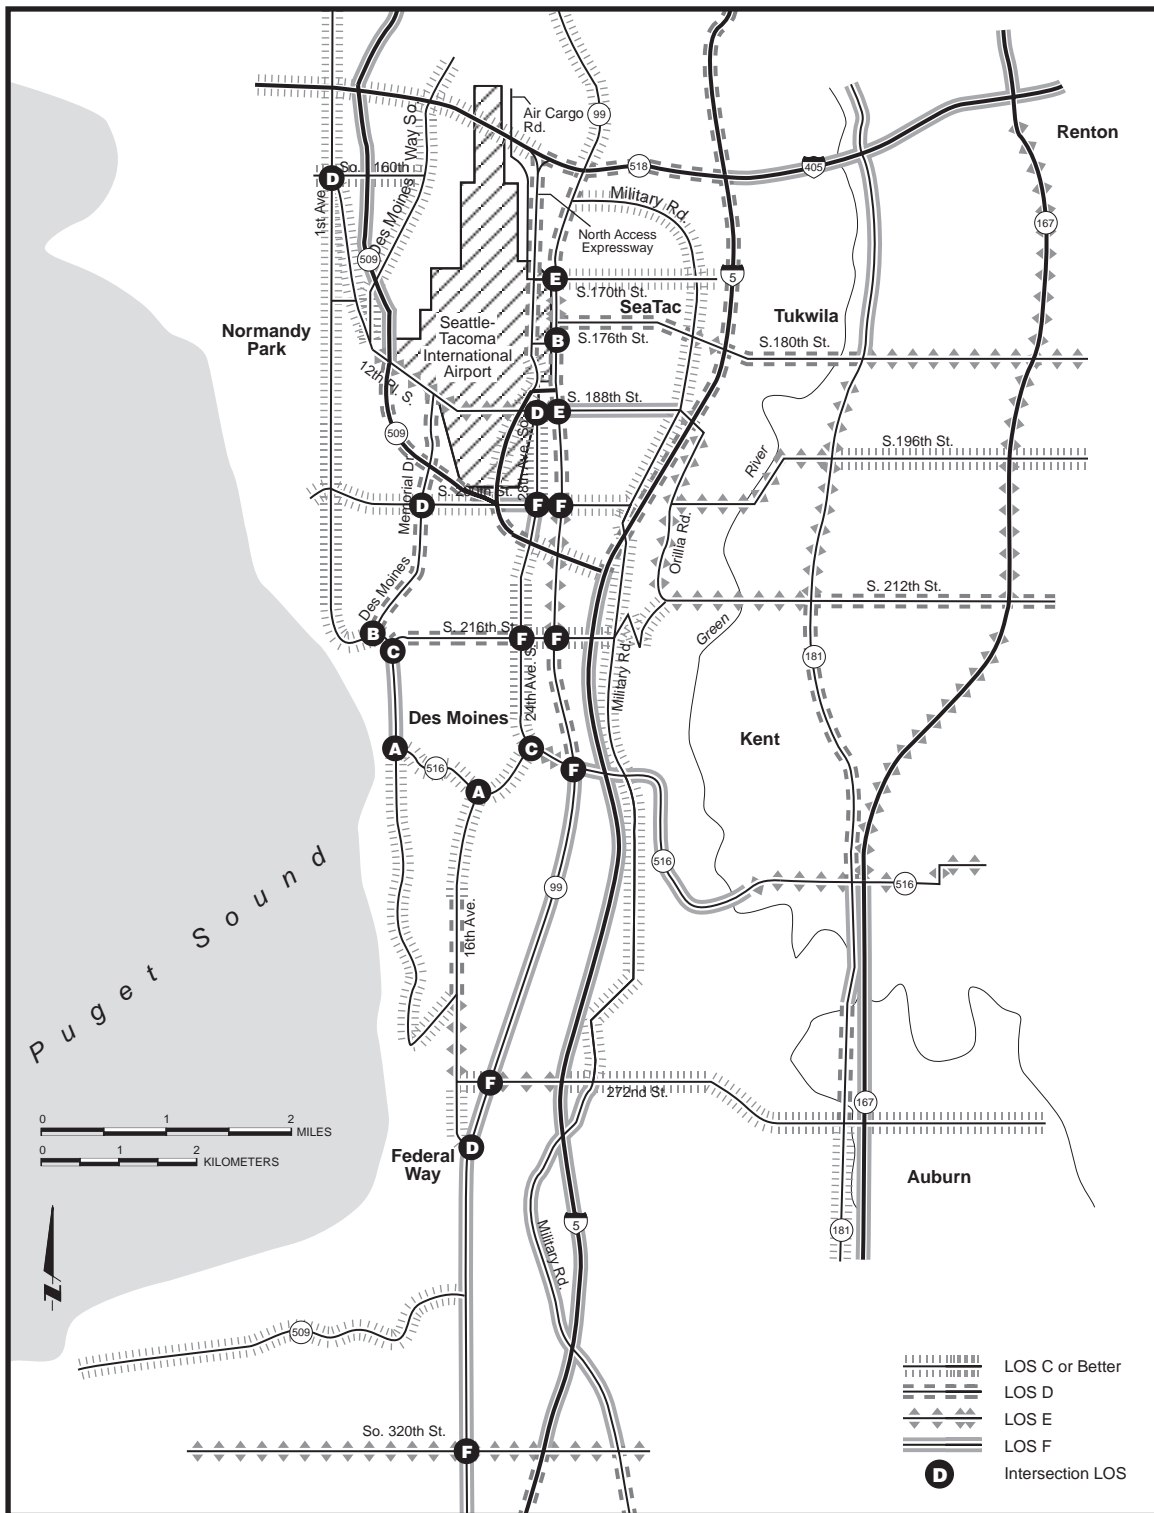 99
Air Cargo
Rd.
Renton
Way So.
So. 160th
D
518
405
Military Rd.
1st Ave.
Des Moines
North Access
Expressway
167
509
E
S.170th St.
5
SeaTac
Tukwila
Normandy
Park
Seattle-
Tacoma
International
Airport
B
S.176th St.
S.180th St.
12th Pl. S.
S. 188th St.
D
E
509
28th Ave. So.
S.196th St.
River
Memorial Dr.
S. 200th St.
D
F
F
Orillia Rd.
Des Moines
S. 212th St.
B
S. 216th St.
F
F
Green
C
181
24th Ave. S.
Military Rd.
Des Moines
Kent
A
516
C
F
A
516
516
99
16th Ave.
Puget Sound
F
272nd St.
167
0 1 2
MILES
0 1 2
KILOMETERS
D
Federal
Way
Auburn
5
181
Military Rd.
N
509
LOS C or Better
LOS D
LOS E
So. 320th St.
LOS F
F
D
Intersection LOS